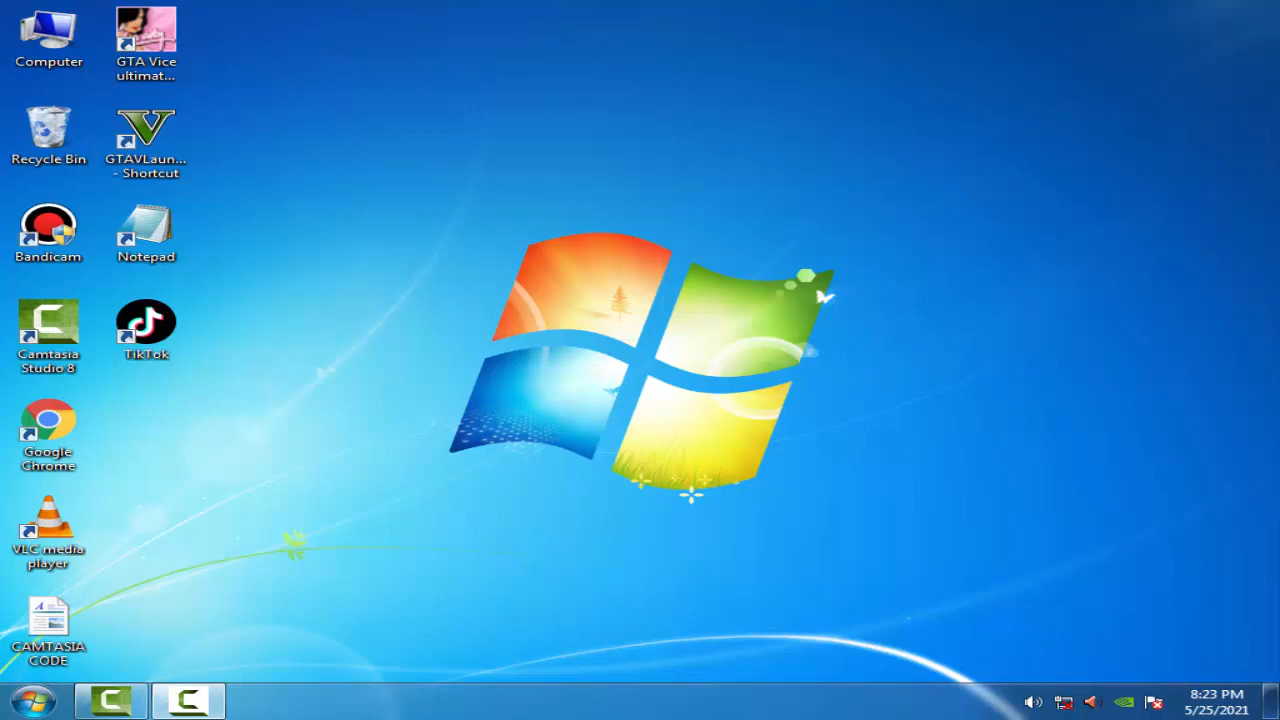 Computer
GTA Vice
ultimat...
Recycle Bin
GTAVLaun...
- Shortcut
Bandicam
Notepad
Camtasia
Studio 8
TikTok
Google
Chrome
VLC media
player
CAMTASIA
CODE
8:23 PM
5/25/2021